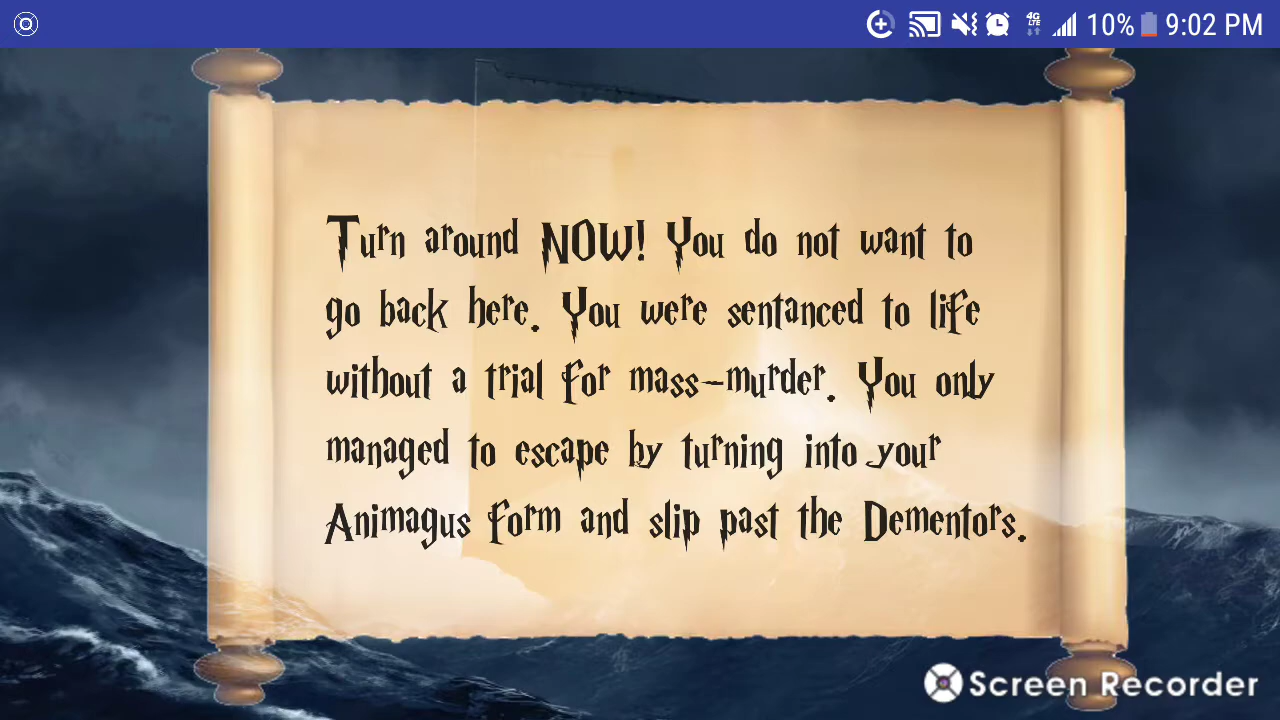 4G
LTE
10% 9:02 PM
Turn around NOW! You do not want to
go back here. You were sentanced to life
without a trial for mass-murder. You only
managed to escape by turning into your
Animagus form and slip past the Dementors.
Screen Recorder